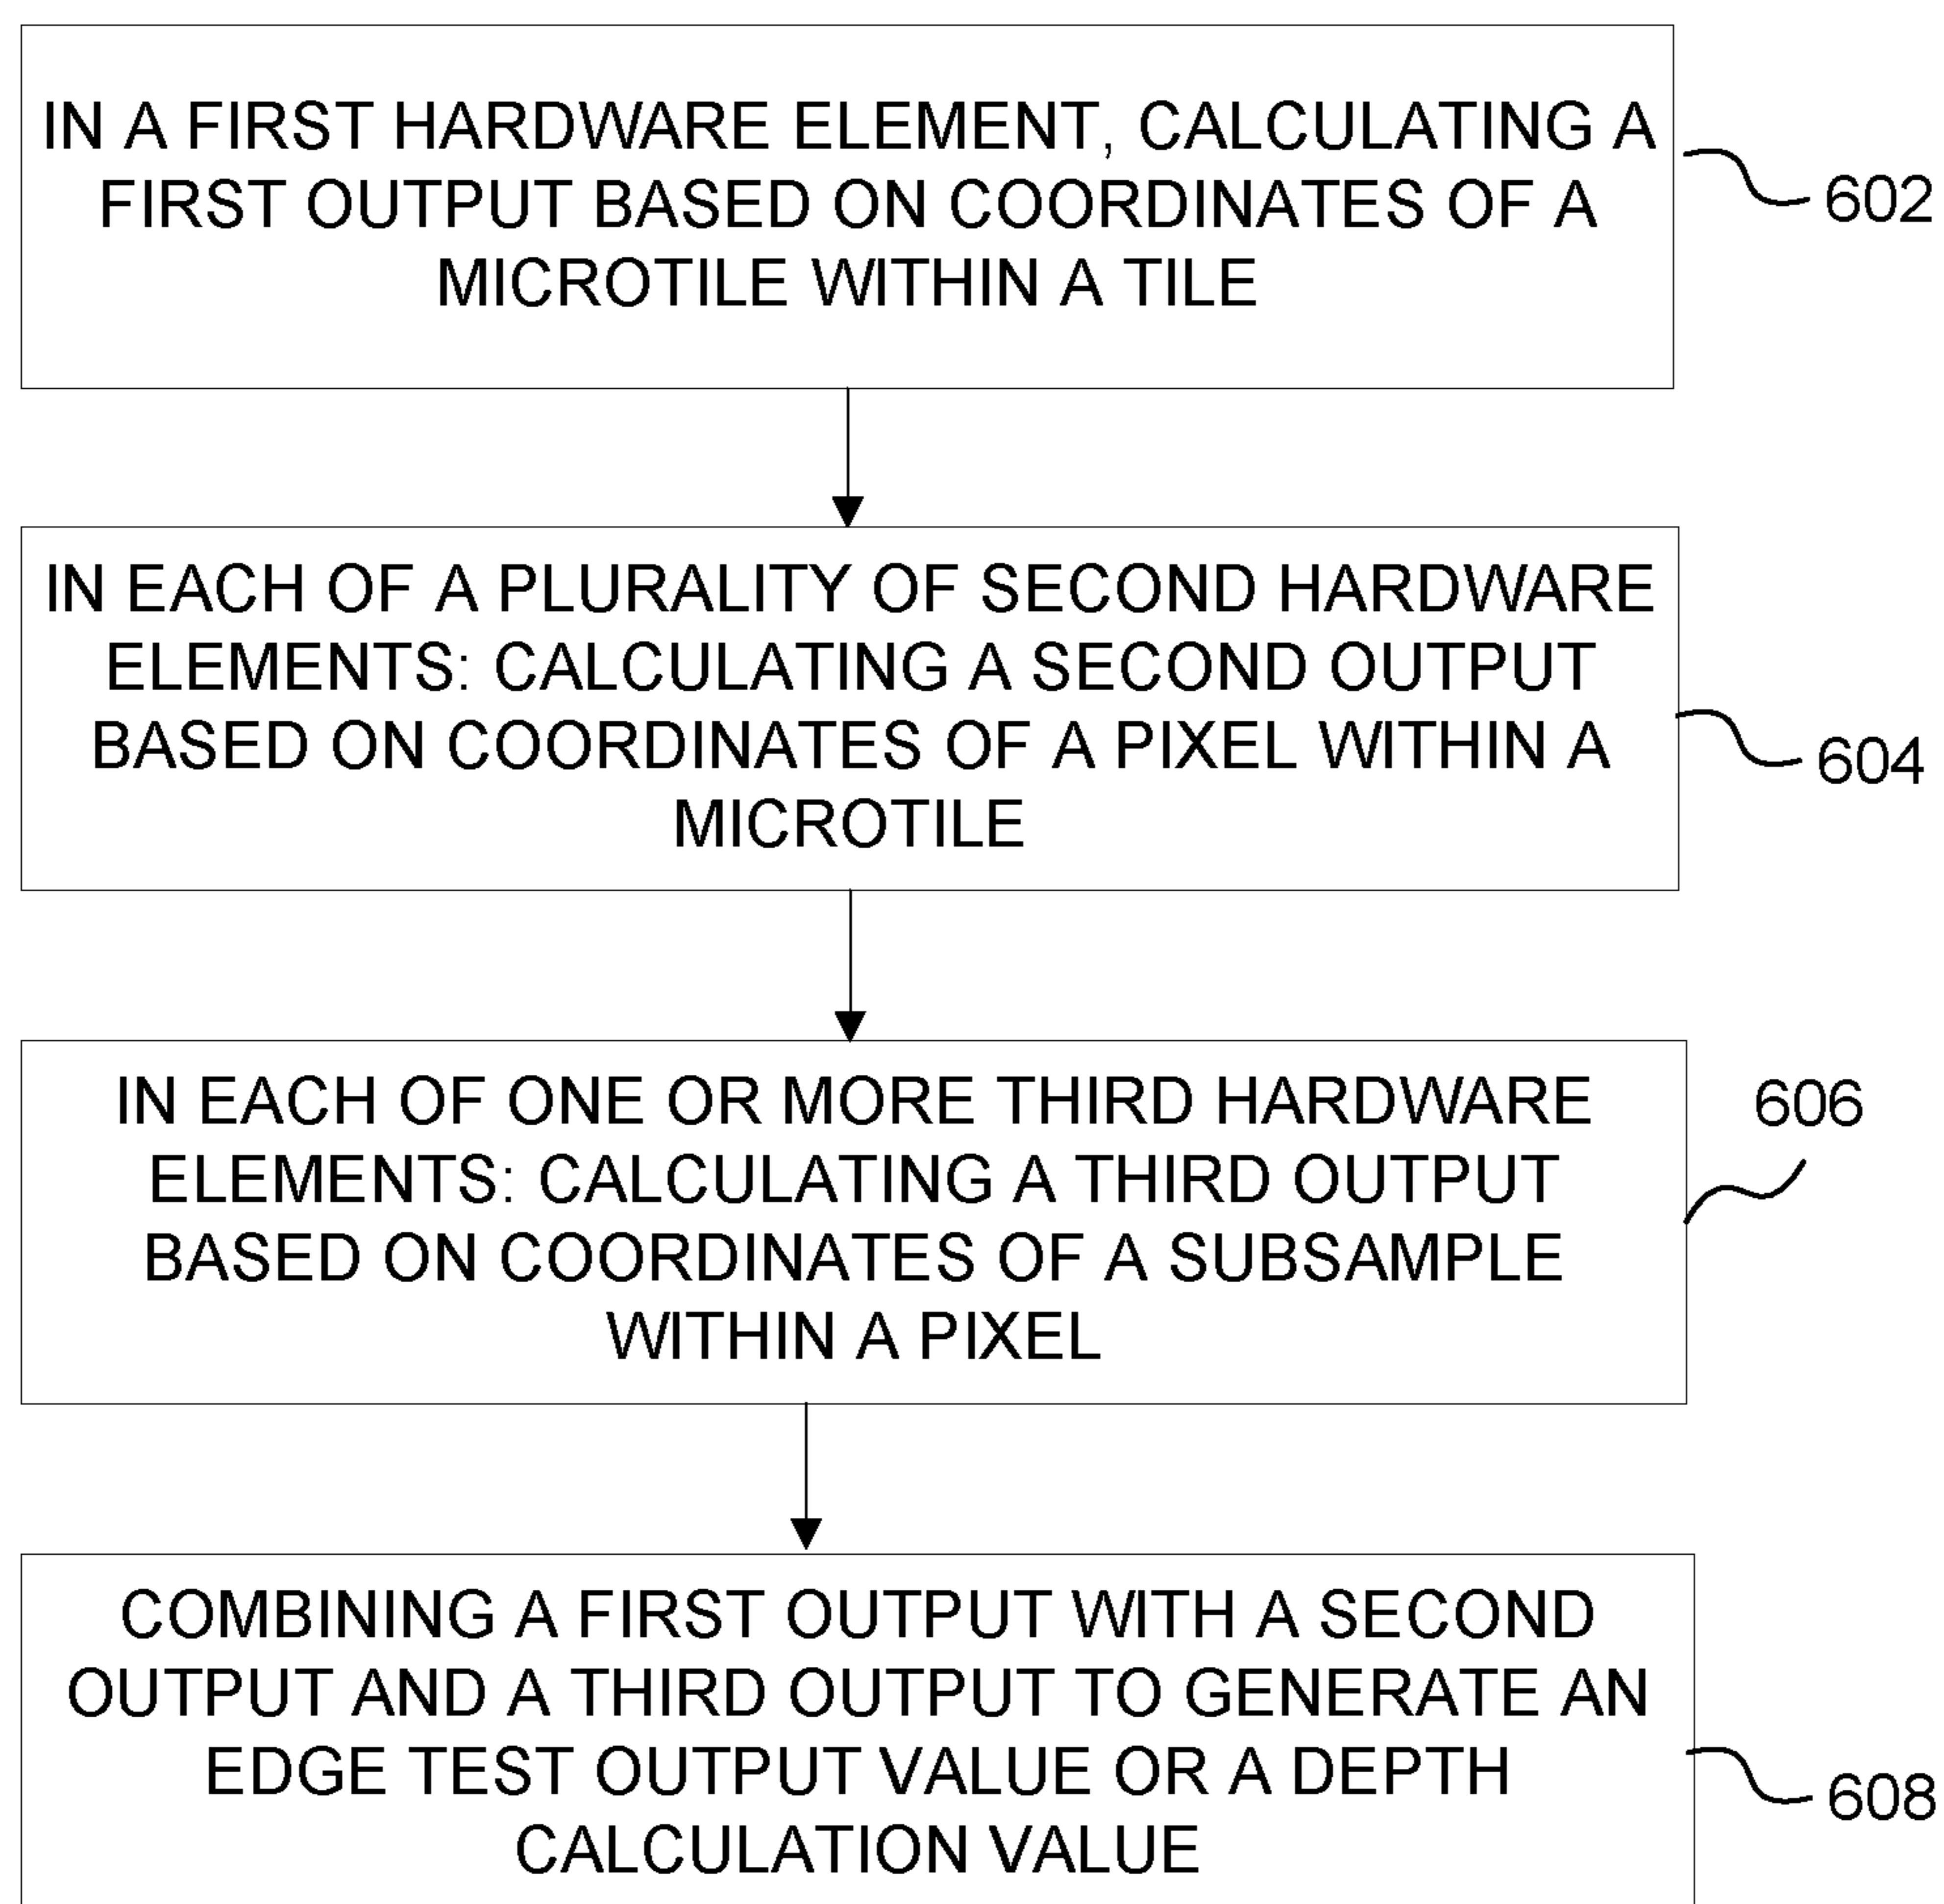 IN A FIRST HARDWARE ELEMENT, CALCULATING A
FIRST OUTPUT BASED ON COORDINATES OF A
MICROTILE WITHIN A TILE
602
IN EACH OF A PLURALITY OF SECOND HARDWARE
ELEMENTS: CALCULATING A SECOND OUTPUT
BASED ON COORDINATES OF A PIXEL WITHIN A
MICROTILE
604
IN EACH OF ONE OR MORE THIRD HARDWARE
ELEMENTS: CALCULATING A THIRD OUTPUT
BASED ON COORDINATES OF A SUBSAMPLE
WITHIN A PIXEL
606
COMBINING A FIRST OUTPUT WITH A SECOND
OUTPUT AND A THIRD OUTPUT TO GENERATE AN
EDGE TEST OUTPUT VALUE OR A DEPTH
CALCULATION VALUE
608